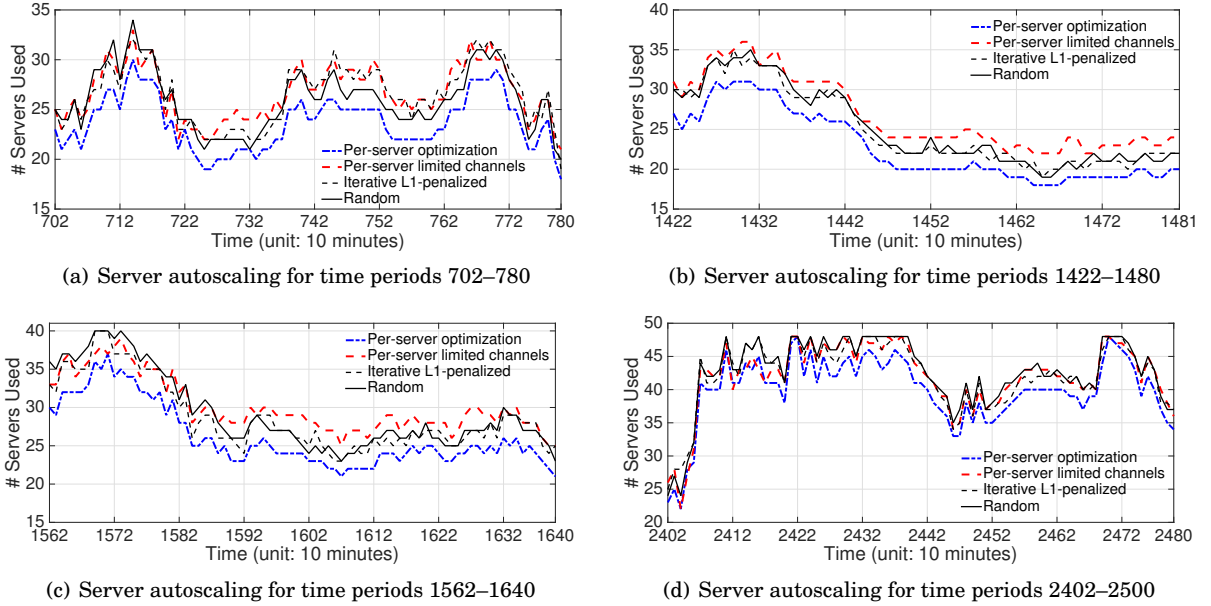 35
30
25
20
15
# Servers Used
Per-server optimization
Per-server limited channels
Iterative L1-penalized
Random
702 712 722 732 742 752 762 772 780
Time (unit: 10 minutes)
(a) Server autoscaling for time periods 702–780
40
35
30
25
20
15
# Servers Used
Per-server optimization
Per-server limited channels
Iterative L1-penalized
Random
1422 1432 1442 1452 1462 1472 1481
Time (unit: 10 minutes)
(b) Server autoscaling for time periods 1422–1480
40
35
30
25
20
15
# Servers Used
Per-server optimization
Per-server limited channels
Iterative L1-penalized
Random
1562 1572 1582 1592 1606 1612 1622 1632 1640
Time (unit: 10 minutes)
(c) Server autoscaling for time periods 1562–1640
50
45
40
35
30
25
20
# Servers Used
Per-server optimization
Per-server limited channels
Iterative L1-penalized
Random
2402 2412 2422 2432 2442 2452 2462 2472 2480
Time (unit: 10 minutes)
(d) Server autoscaling for time periods 2402–2500